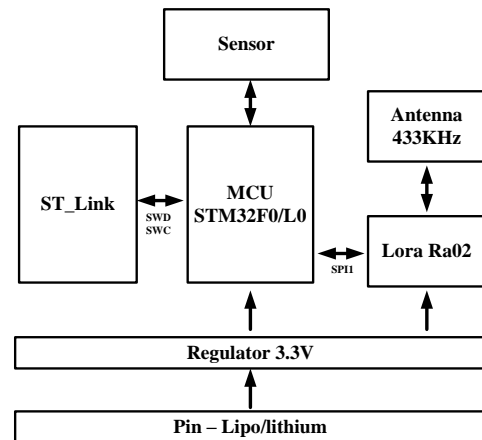 Sensor
Antenna
433KHz
ST_Link
SWD
SWC
MCU
STM32F0/L0
SPI1
Lora Ra02
Regulator 3.3V
Pin – Lipo/lithium